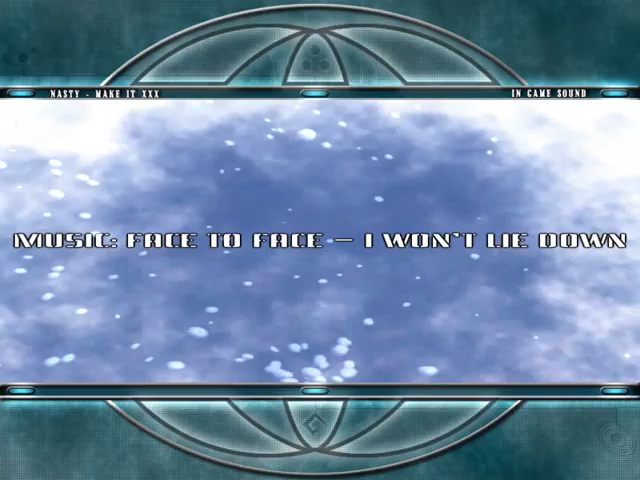 NASTY - MAKE IT XXX
IN GAME SOUND
MUSIC: FACE TO FACE - I WON'T LIE DOWN